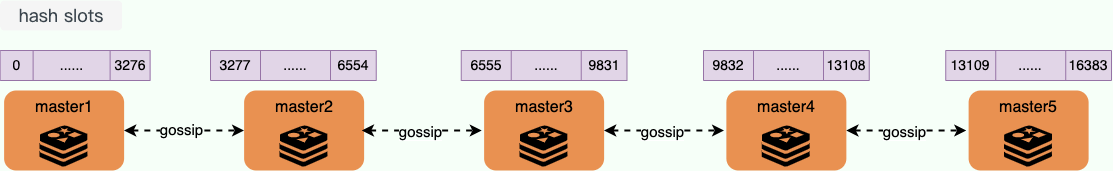 hash slots
0 ...... 3276 3277 ...... 6554 6555 ...... 9831 9832 ...... 13108 13109 ...... 16383
master1 master2 master3 master4 master5
gossip gossip gossip gossip